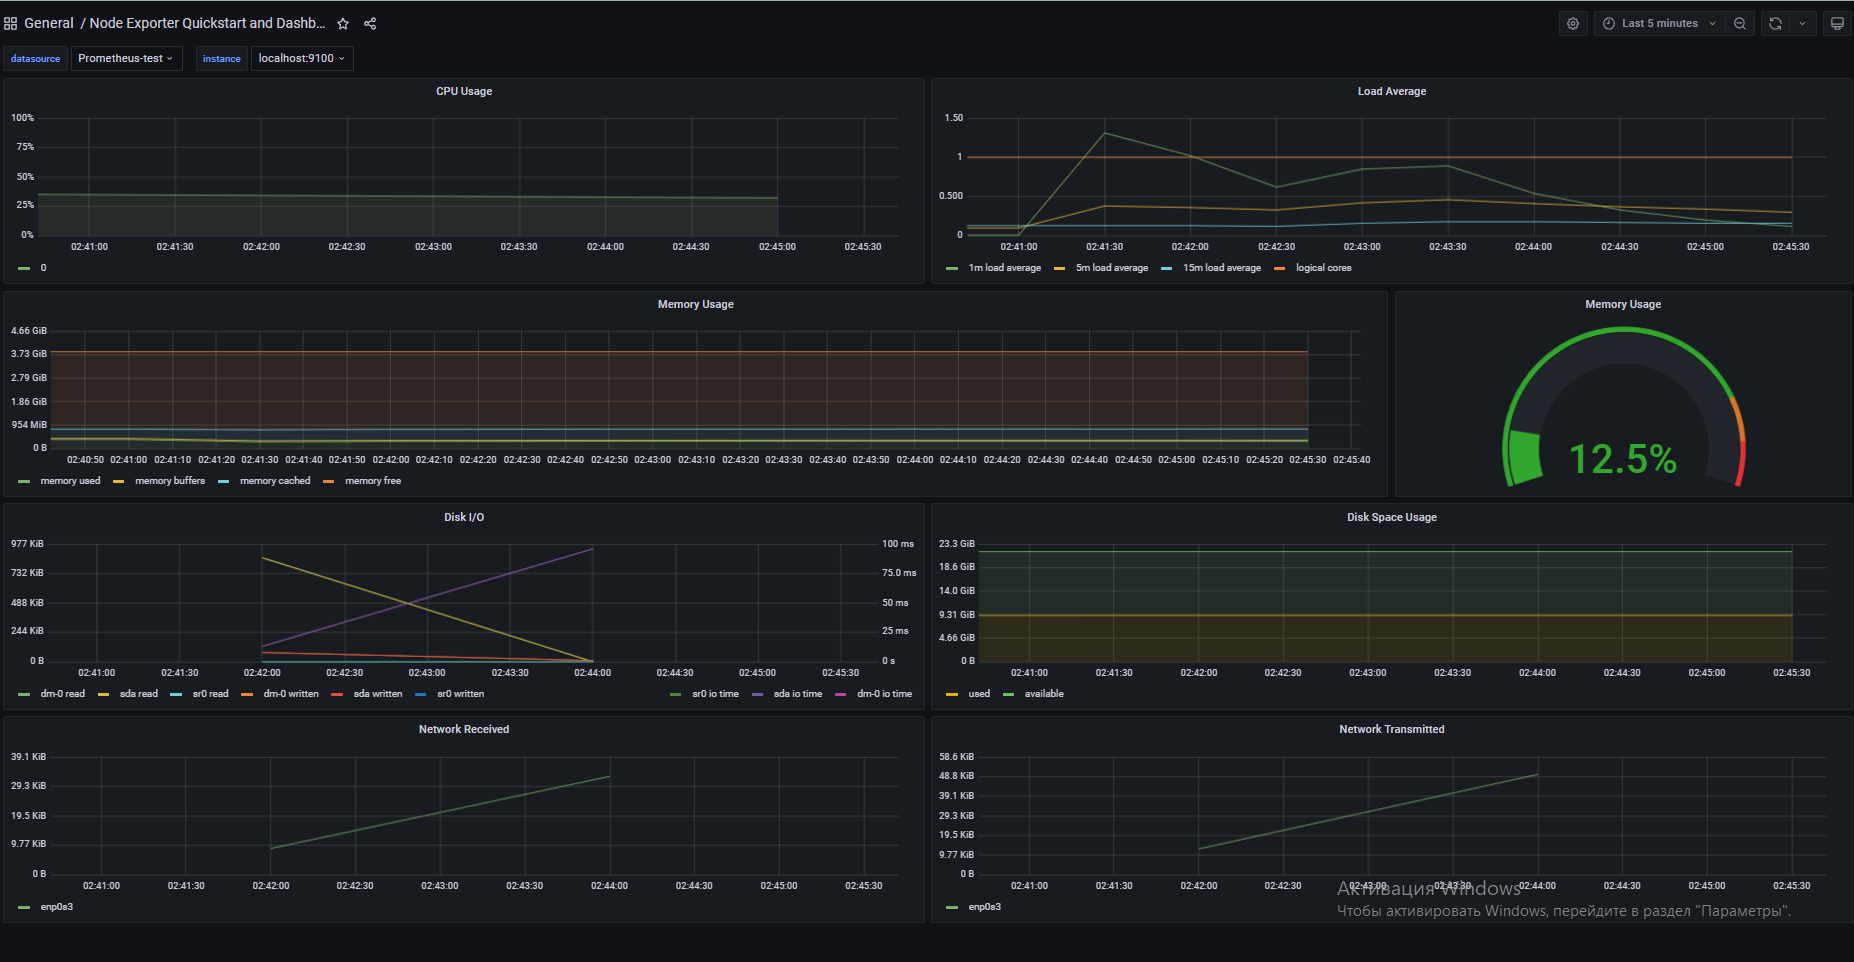 General / Node Exporter Quickstart and Dashb...
Last 5 minutes
datasource Prometheus-test instance localhost:9100
CPU Usage
100%
75%
50%
25%
0%
02:41:00 02:41:30 02:42:00 02:42:30 02:43:00 02:43:30 02:44:00 02:44:30 02:45:00 02:45:30
0
Load Average
1.50
1
0.500
0
02:41:00 02:41:30 02:42:00 02:42:30 02:43:00 02:43:30 02:44:00 02:44:30 02:45:00 02:45:30
1m load average 5m load average 15m load average logical cores
Memory Usage
4.66 GiB
3.73 GiB
2.79 GiB
1.86 GiB
954 MiB
0 B
02:40:50 02:41:00 02:41:10 02:41:20 02:41:30 02:41:40 02:41:50 02:42:00 02:42:10 02:42:20 02:42:30 02:42:40 02:42:50 02:43:00 02:43:10 02:43:20 02:43:30 02:43:40 02:43:50 02:44:00 02:44:10 02:44:20 02:44:30 02:44:40 02:44:50 02:45:00 02:45:10 02:45:20 02:45:30 02:45:40
memory used memory buffers memory cached memory free
Memory Usage
12.5%
Disk I/O
977 KiB
732 KiB
488 KiB
244 KiB
0 B
100 ms
75.0 ms
50 ms
25 ms
0 s
02:41:00 02:41:30 02:42:00 02:42:30 02:43:00 02:43:30 02:44:00 02:44:30 02:45:00 02:45:30
dm-0 read sda read sr0 read dm-0 written sda written sr0 written sr0 io time sda io time dm-0 io time
Disk Space Usage
23.3 GiB
18.6 GiB
14.0 GiB
9.31 GiB
4.66 GiB
0 B
02:41:00 02:41:30 02:42:00 02:42:30 02:43:00 02:43:30 02:44:00 02:44:30 02:45:00 02:45:30
used available
Network Received
39.1 KiB
29.3 KiB
19.5 KiB
9.77 KiB
0 B
02:41:00 02:41:30 02:42:00 02:42:30 02:43:00 02:43:30 02:44:00 02:44:30 02:45:00 02:45:30
enp0s3
Network Transmitted
58.6 KiB
48.8 KiB
39.1 KiB
29.3 KiB
19.5 KiB
9.77 KiB
0 B
02:41:00 02:41:30 02:42:00 02:42:30 02:43:00 02:43:30 02:44:00 02:44:30 02:45:00 02:45:30
enp0s3
Активация Windows
Чтобы активировать Windows, перейдите в раздел "Параметры".